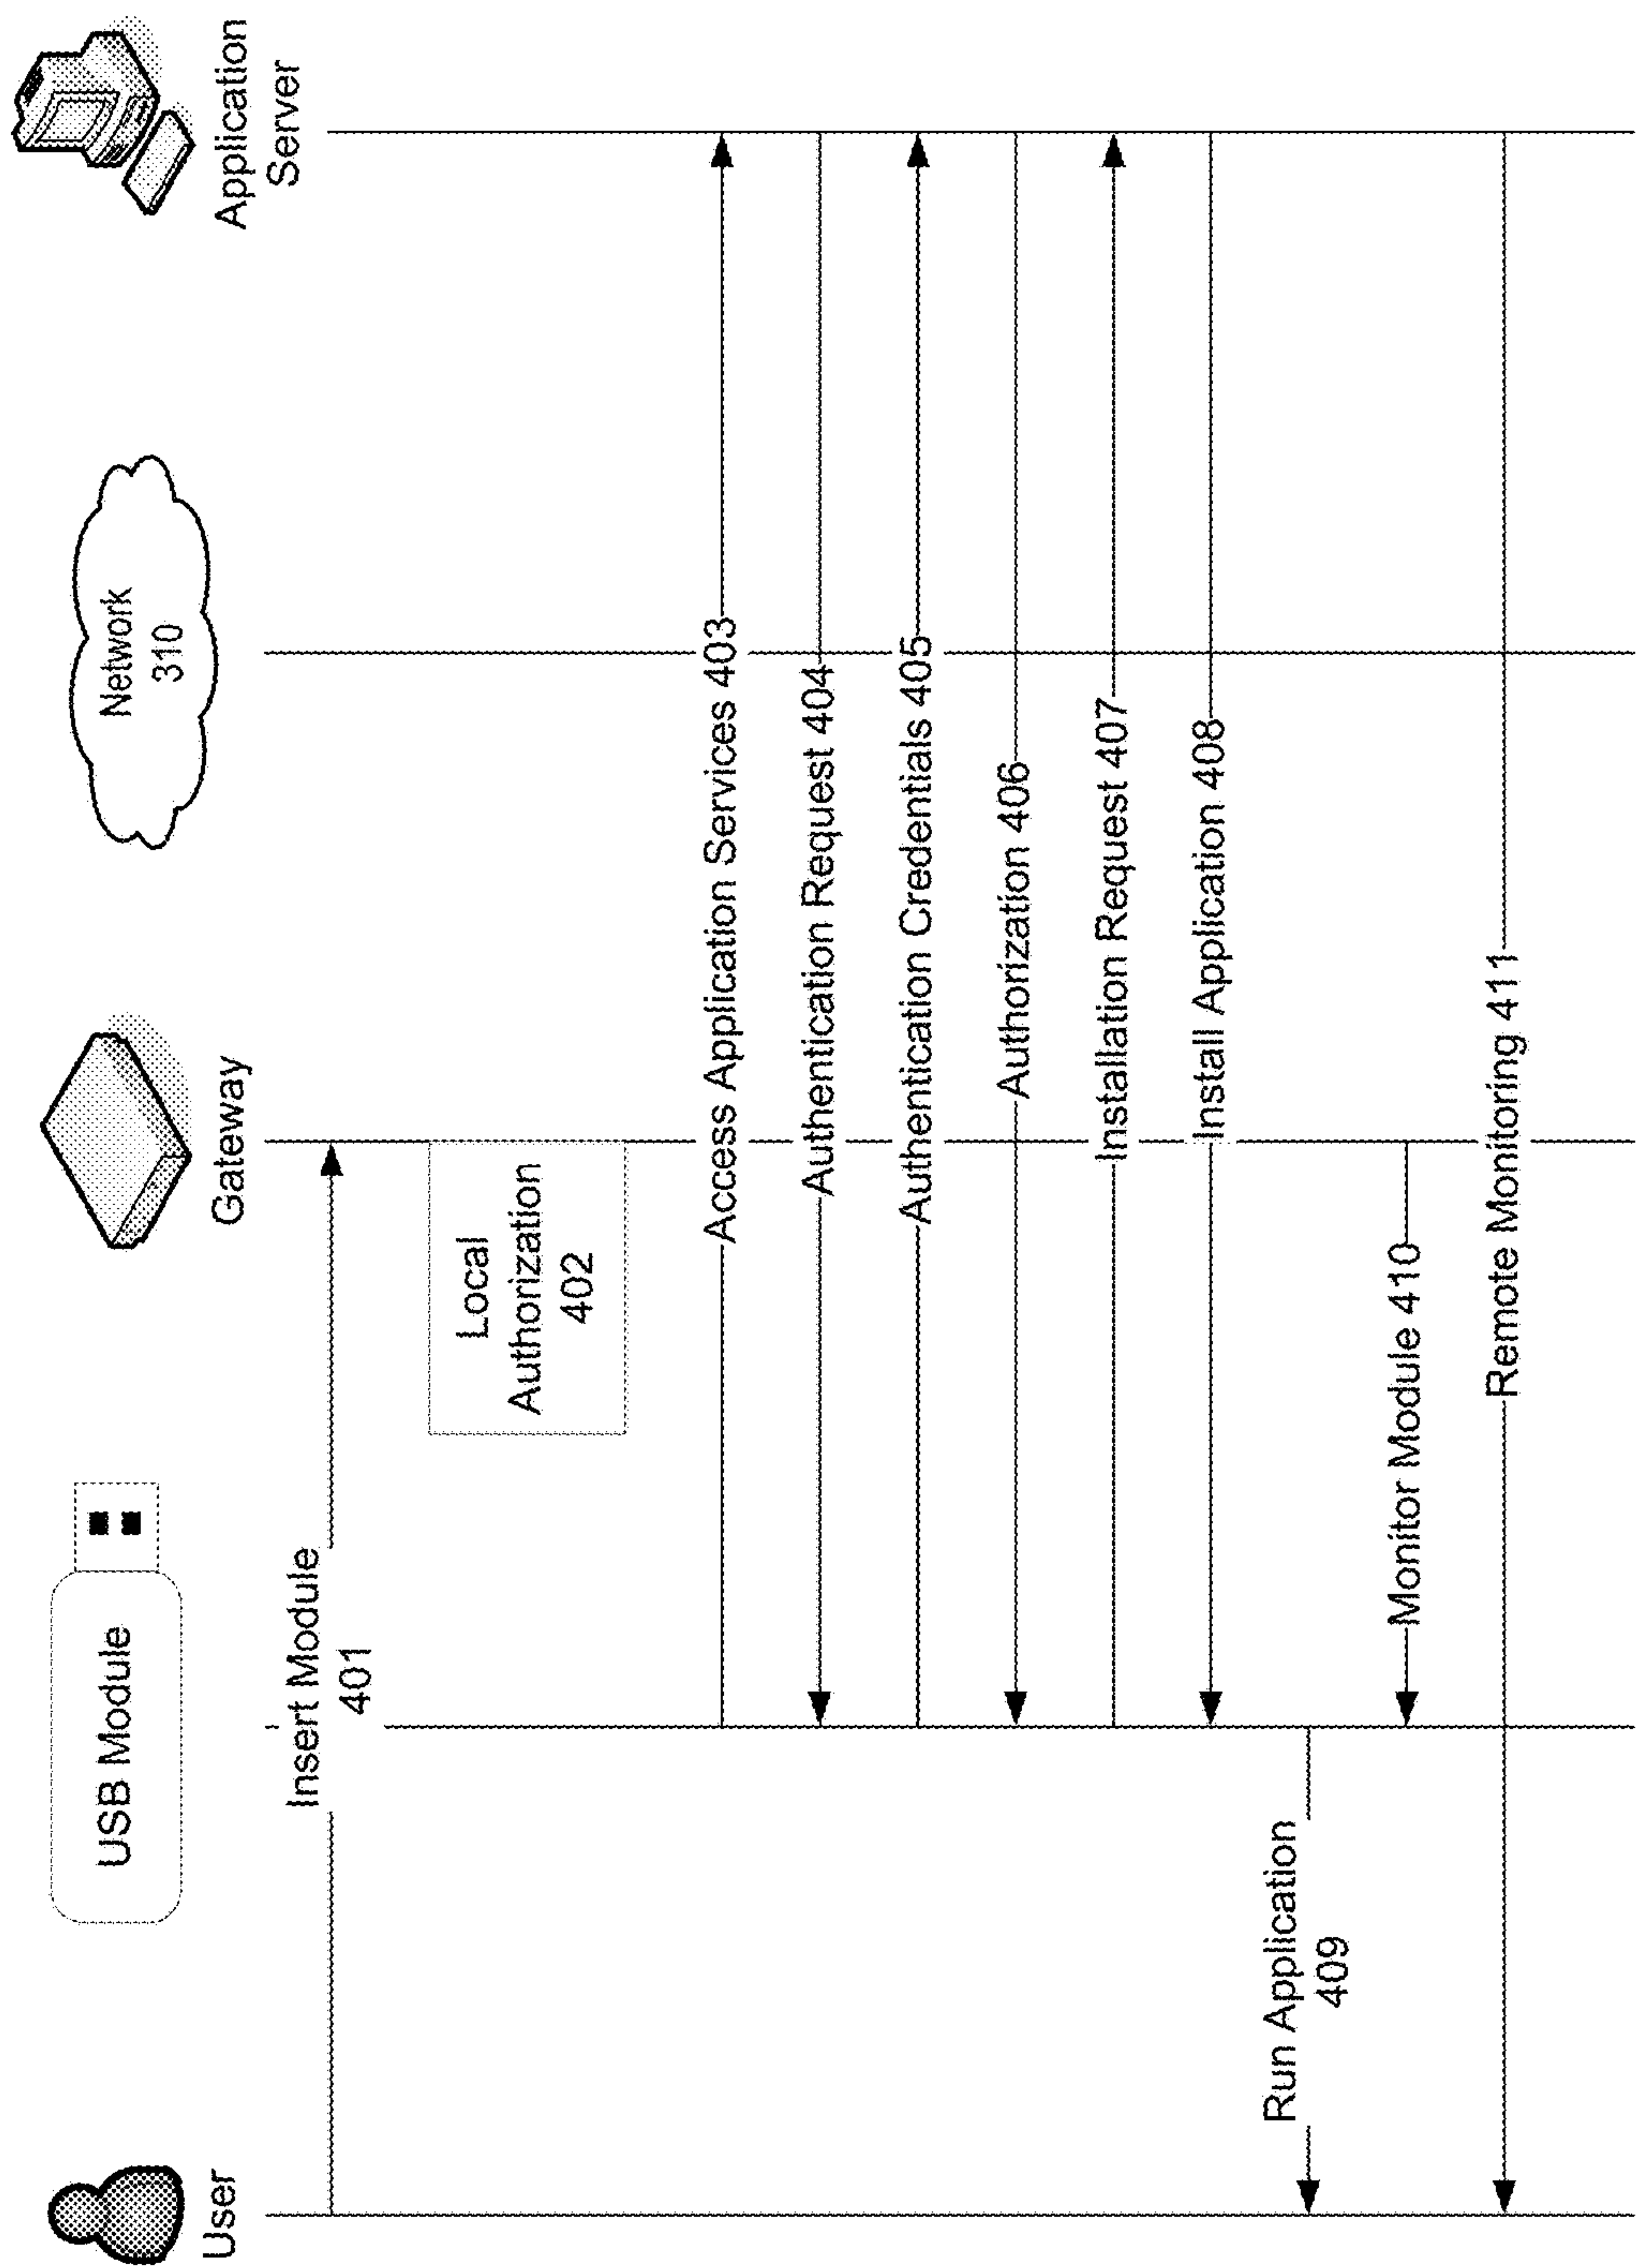 User
USB Module
Gateway
Network
310
Application
Server
Insert Module
401
Local
Authorization
402
Access Application Services 403
Authentication Request 404
Authentication Credentials 405
Authorization 406
Installation Request 407
Install Application 408
Run Application
409
Monitor Module 410
Remote Monitoring 411